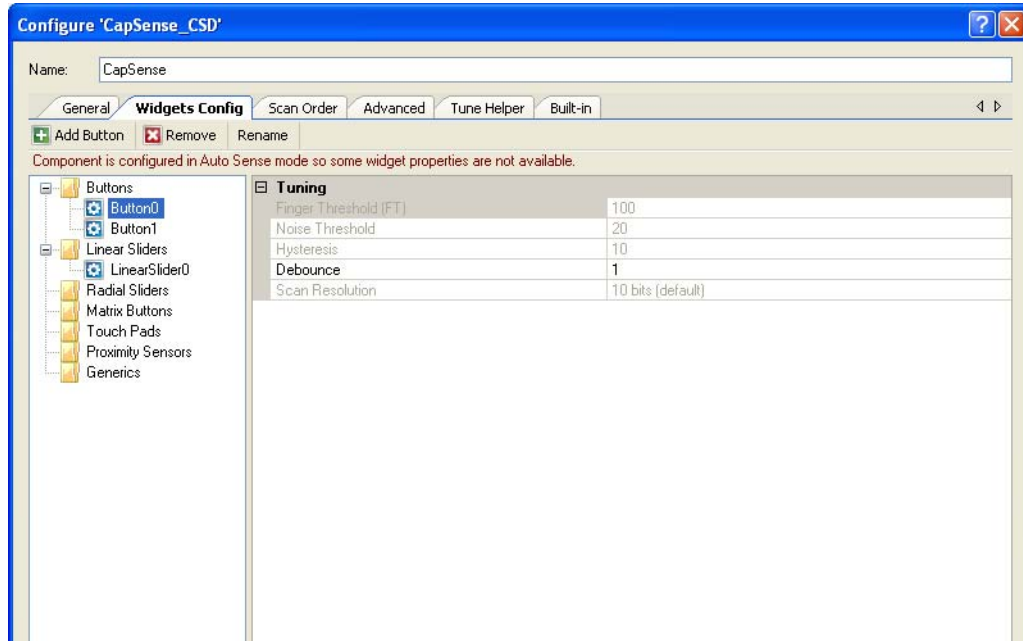 Configure 'CapSense_CSD'
Name: CapSense
General Widgets Config Scan Order Advanced Tune Helper Built-in
Add Button Remove Rename
Component is configured in Auto Sense mode so some widget properties are not available.
Buttons
Button0
Button1
Linear Sliders
LinearSlider0
Radial Sliders
Matrix Buttons
Touch Pads
Proximity Sensors
Generics
Tuning
Finger Threshold (FT) 100
Noise Threshold 20
Hysteresis 10
Debounce 1
Scan Resolution 10 bits (default)